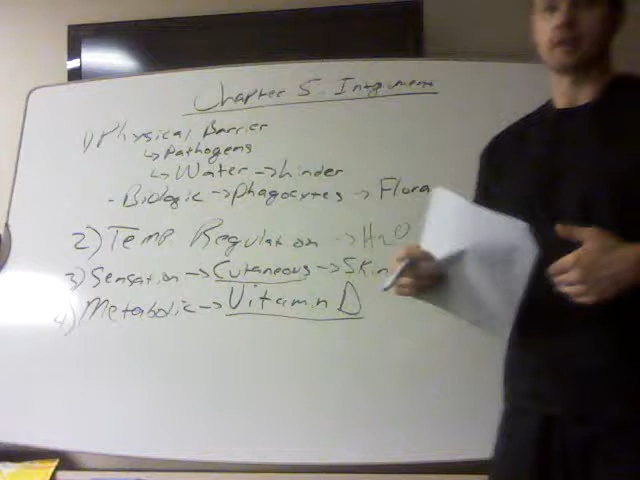 Chapter 5 Integument
1) Physical Barrier
↳ Pathogens
↳ Water → hinder
- Biologic → phagocytes → Flora
2) Temp Regulation → H2O
3) Sensation → Cutaneous → Skin
4) Metabolic → Vitamin D